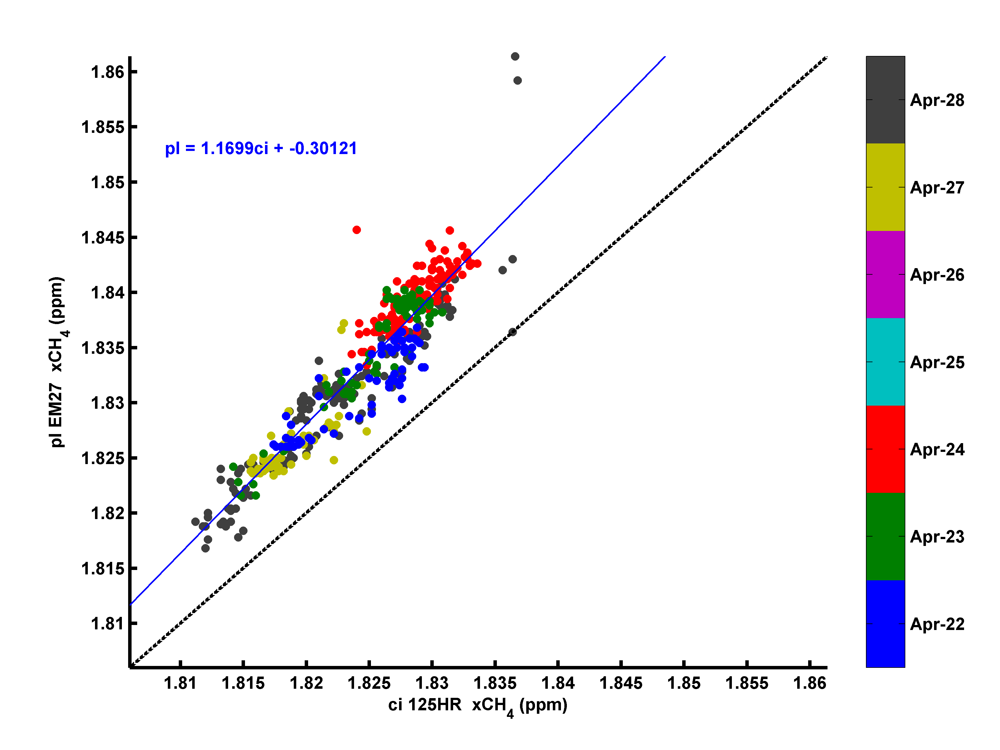 1.86
1.855
1.85
1.845
1.84
1.835
1.83
1.825
1.82
1.815
1.81
pl EM27 xCH4 (ppm)
pl = 1.1699ci + -0.30121
1.81 1.815 1.82 1.825 1.83 1.835 1.84 1.845 1.85 1.855 1.86
ci 125HR xCH4 (ppm)
Apr-28
Apr-27
Apr-26
Apr-25
Apr-24
Apr-23
Apr-22